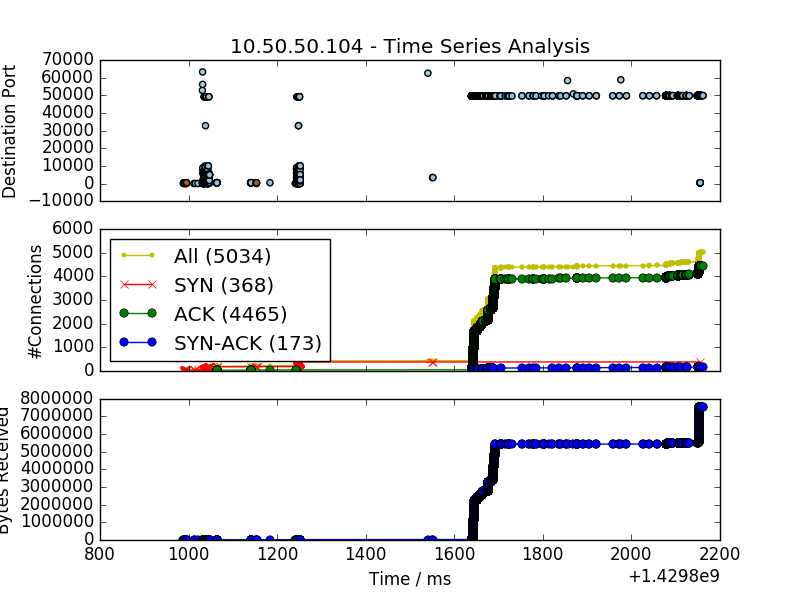 10.50.50.104 - Time Series Analysis
Destination Port
70000
60000
50000
40000
30000
20000
10000
0
−10000
#Connections
6000
5000
4000
3000
2000
1000
0
All (5034)
SYN (368)
ACK (4465)
SYN-ACK (173)
Bytes Received
8000000
7000000
6000000
5000000
4000000
3000000
2000000
1000000
0
800 1000 1200 1400 1600 1800 2000 2200
Time / ms
+1.4298e9